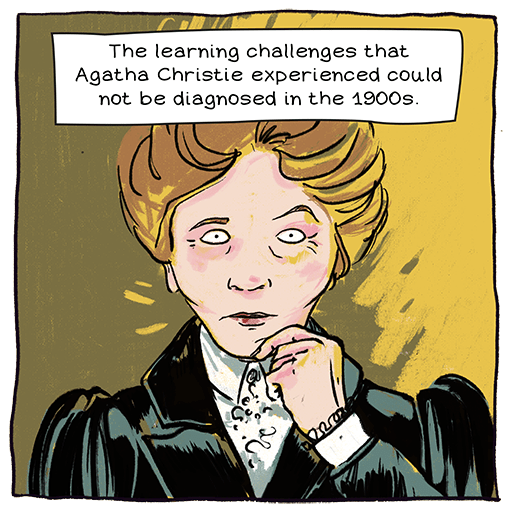 The learning challenges that
Agatha Christie experienced could
not be diagnosed in the 1900s.